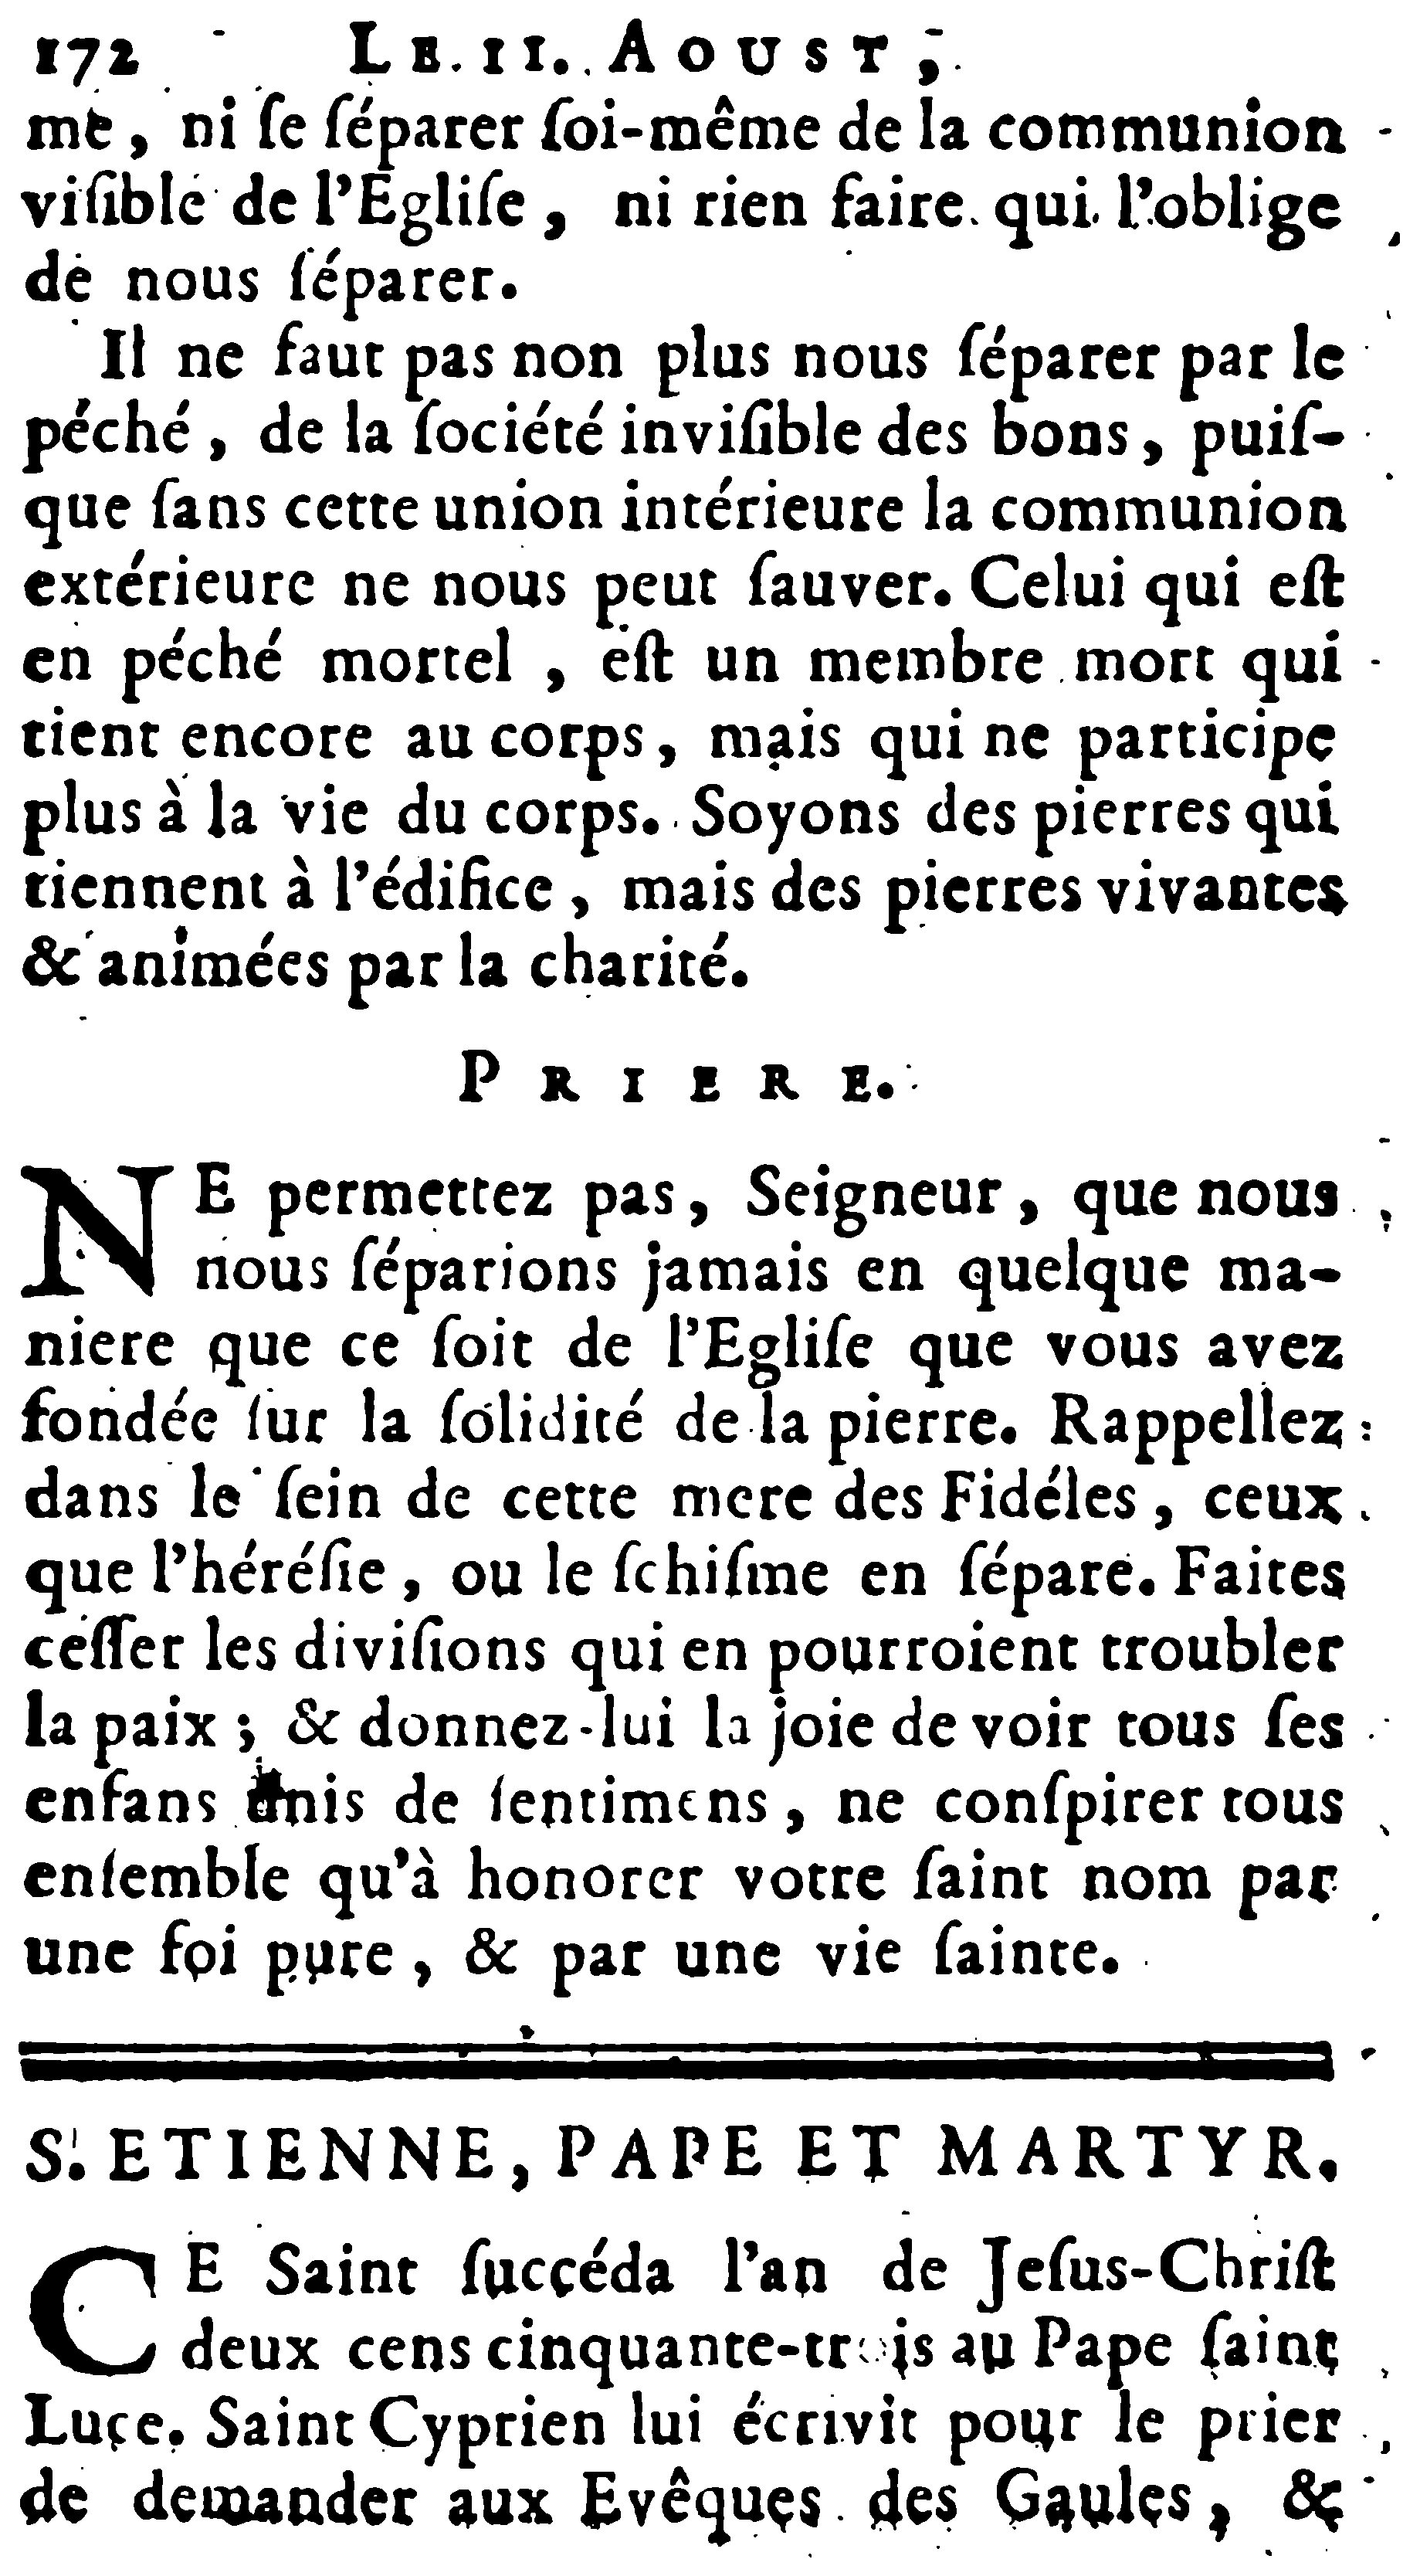 172 LE II. AOUST,
me, ni ſe ſéparer ſoi-même de la communion
viſible de l'Egliſe, ni rien faire qui l'oblige
de nous ſéparer.
Il ne faut pas non plus nous ſéparer par le
péché, de la ſociété inviſible des bons, puiſ-
que ſans cette union intérieure la communion
extérieure ne nous peut ſauver. Celui qui eſt
en péché mortel, eſt un membre mort qui
tient encore au corps, mais qui ne participe
plus à la vie du corps. Soyons des pierres qui
tiennent à l'édifice, mais des pierres vivantes
& animées par la charité.
PRIERE.
NE permettez pas, Seigneur, que nous
nous ſéparions jamais en quelque ma-
niere que ce ſoit de l'Egliſe que vous avez
fondée ſur la ſolidité de la pierre. Rappellez
dans le ſein de cette mere des Fidéles, ceux
que l'héréſie, ou le ſchiſme en ſépare. Faites
ceſſer les diviſions qui en pourroient troubler
la paix; & donnez-lui la joie de voir tous ſes
enfans unis de ſentimens, ne conſpirer tous
enſemble qu'à honorer votre ſaint nom par
une foi pure, & par une vie ſainte.
S. ETIENNE, PAPE ET MARTYR.
CE Saint ſuccéda l'an de Jeſus-Chriſt
deux cens cinquante-trois au Pape ſaint
Luce. Saint Cyprien lui écrivit pour le prier
de demander aux Evêques des Gaules, &